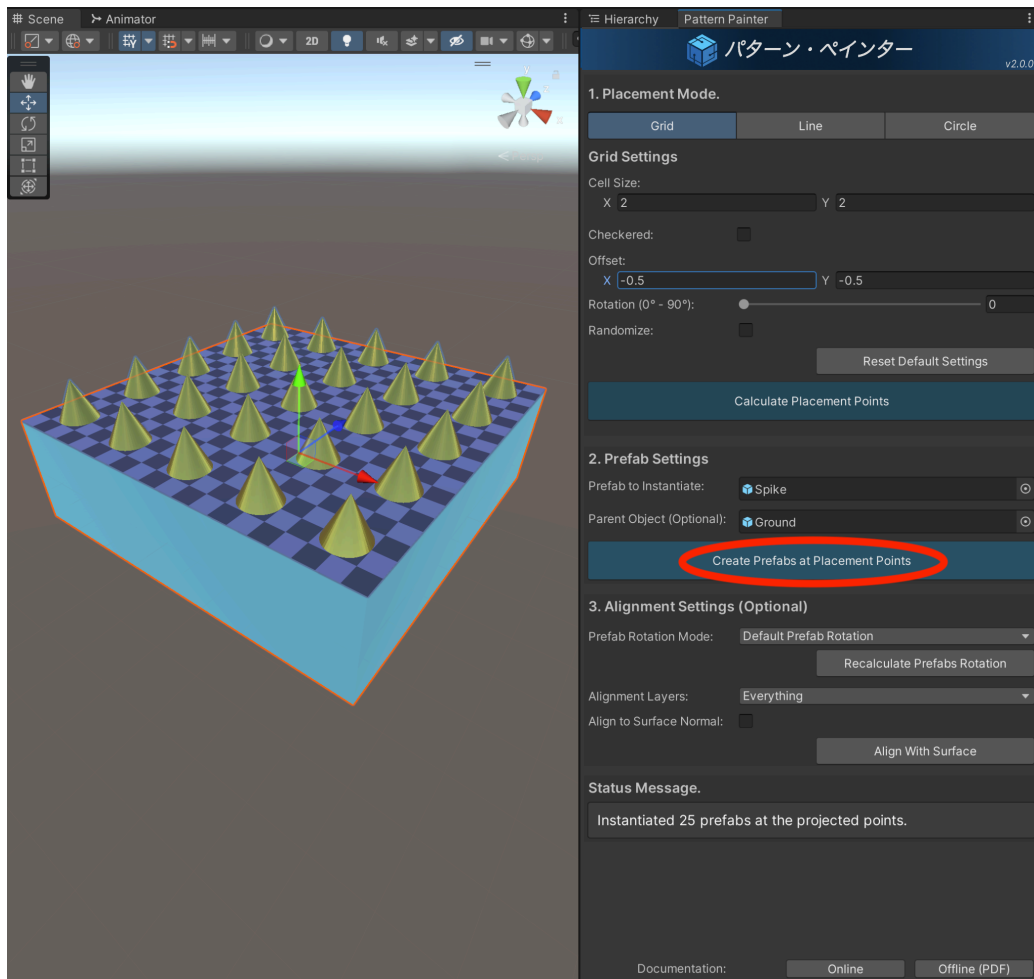 Scene Animator
2D
y
Persp
Hierarchy Pattern Painter
パターン・ペインター
v2.0.0
1. Placement Mode.
Grid Line Circle
Grid Settings
Cell Size:
X 2 Y 2
Checkered:
Offset:
X -0.5 Y -0.5
Rotation (0° - 90°): 0
Randomize:
Reset Default Settings
Calculate Placement Points
2. Prefab Settings
Prefab to Instantiate: Spike
Parent Object (Optional): Ground
Create Prefabs at Placement Points
3. Alignment Settings (Optional)
Prefab Rotation Mode: Default Prefab Rotation
Recalculate Prefabs Rotation
Alignment Layers: Everything
Align to Surface Normal:
Align With Surface
Status Message.
Instantiated 25 prefabs at the projected points.
Documentation: Online Offline (PDF)